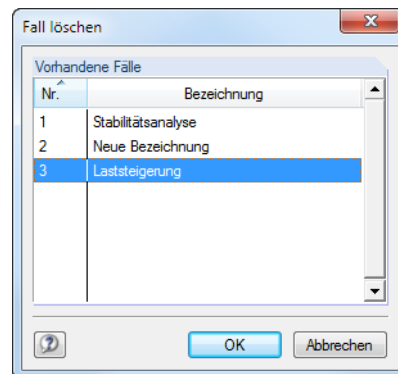 Fall löschen
Vorhandene Fälle
Nr. Bezeichnung
1 Stabilitätsanalyse
2 Neue Bezeichnung
3 Laststeigerung
OK Abbrechen